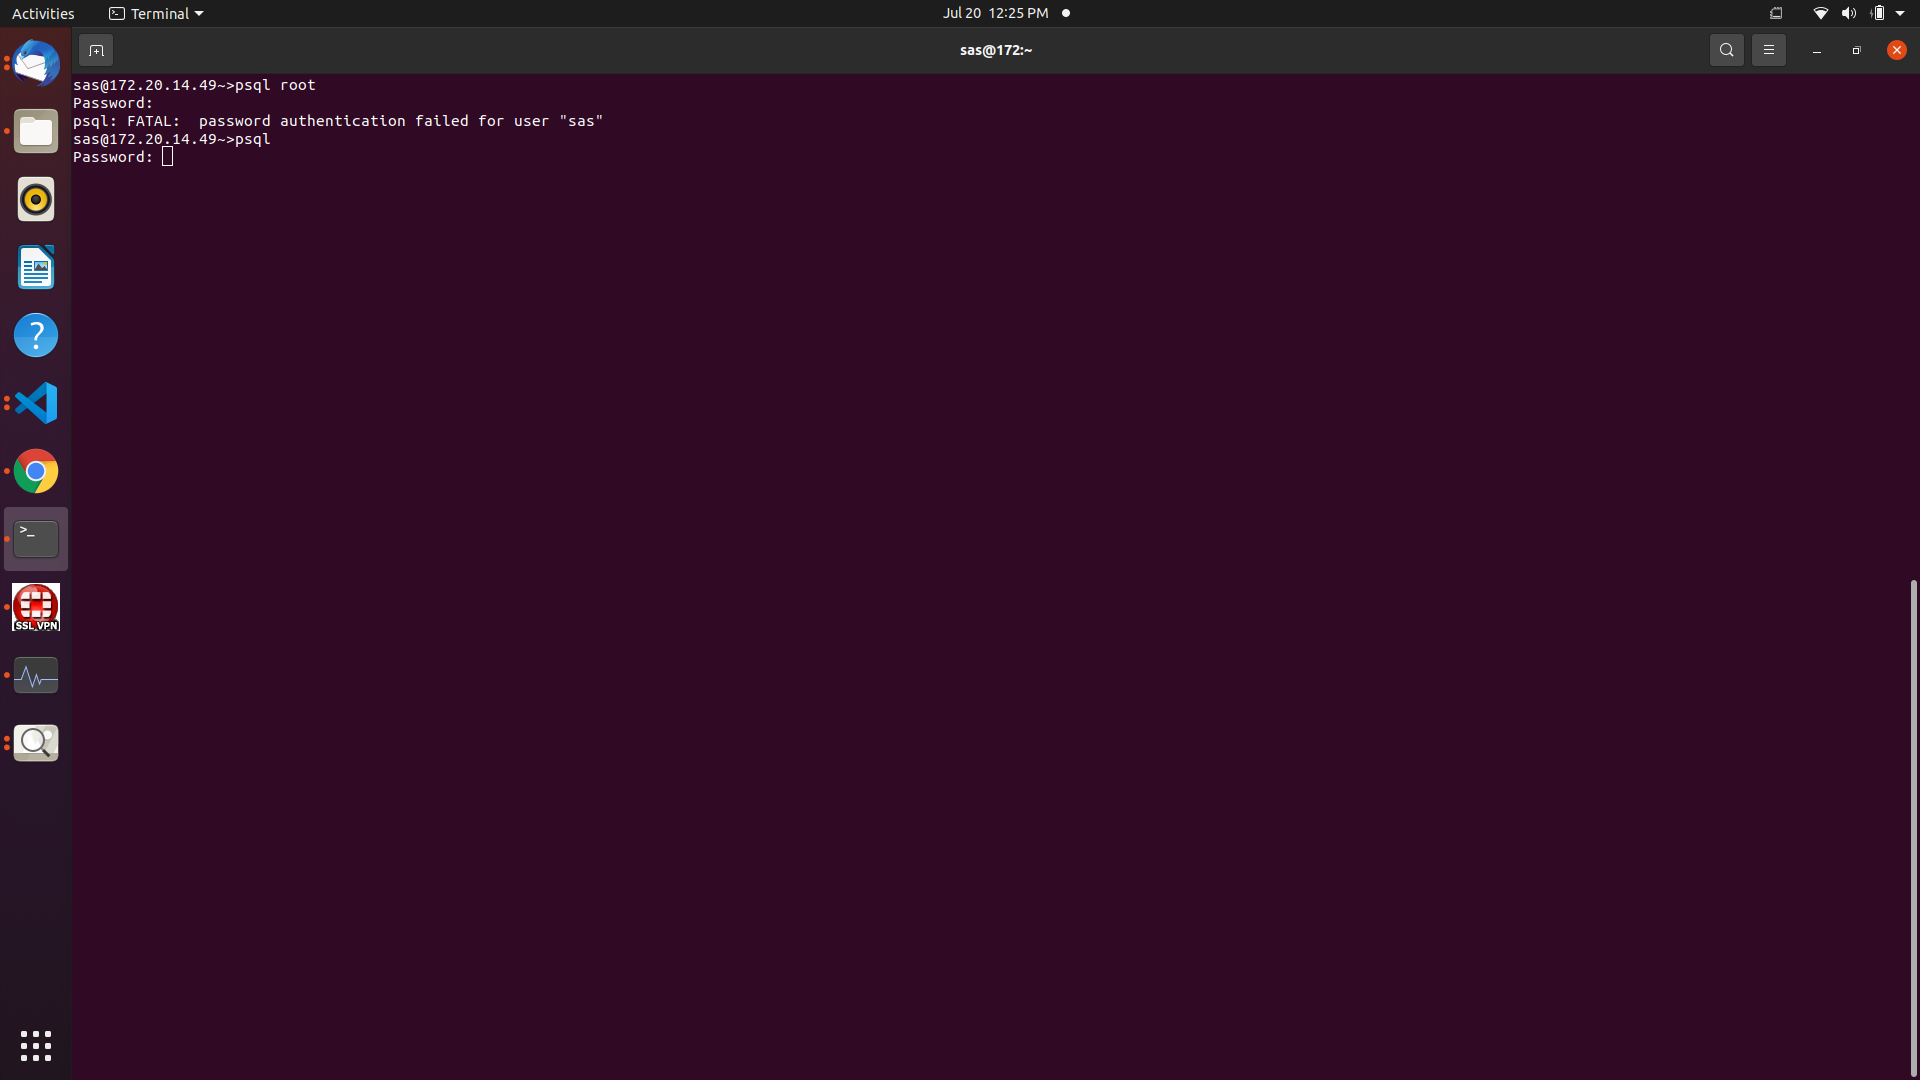 Activities
Terminal
Jul 20 12:25 PM
sas@172:~
sas@172.20.14.49~>psql root
Password:
psql: FATAL:  password authentication failed for user "sas"
sas@172.20.14.49~>psql
Password:
?
>_
SSL VPN